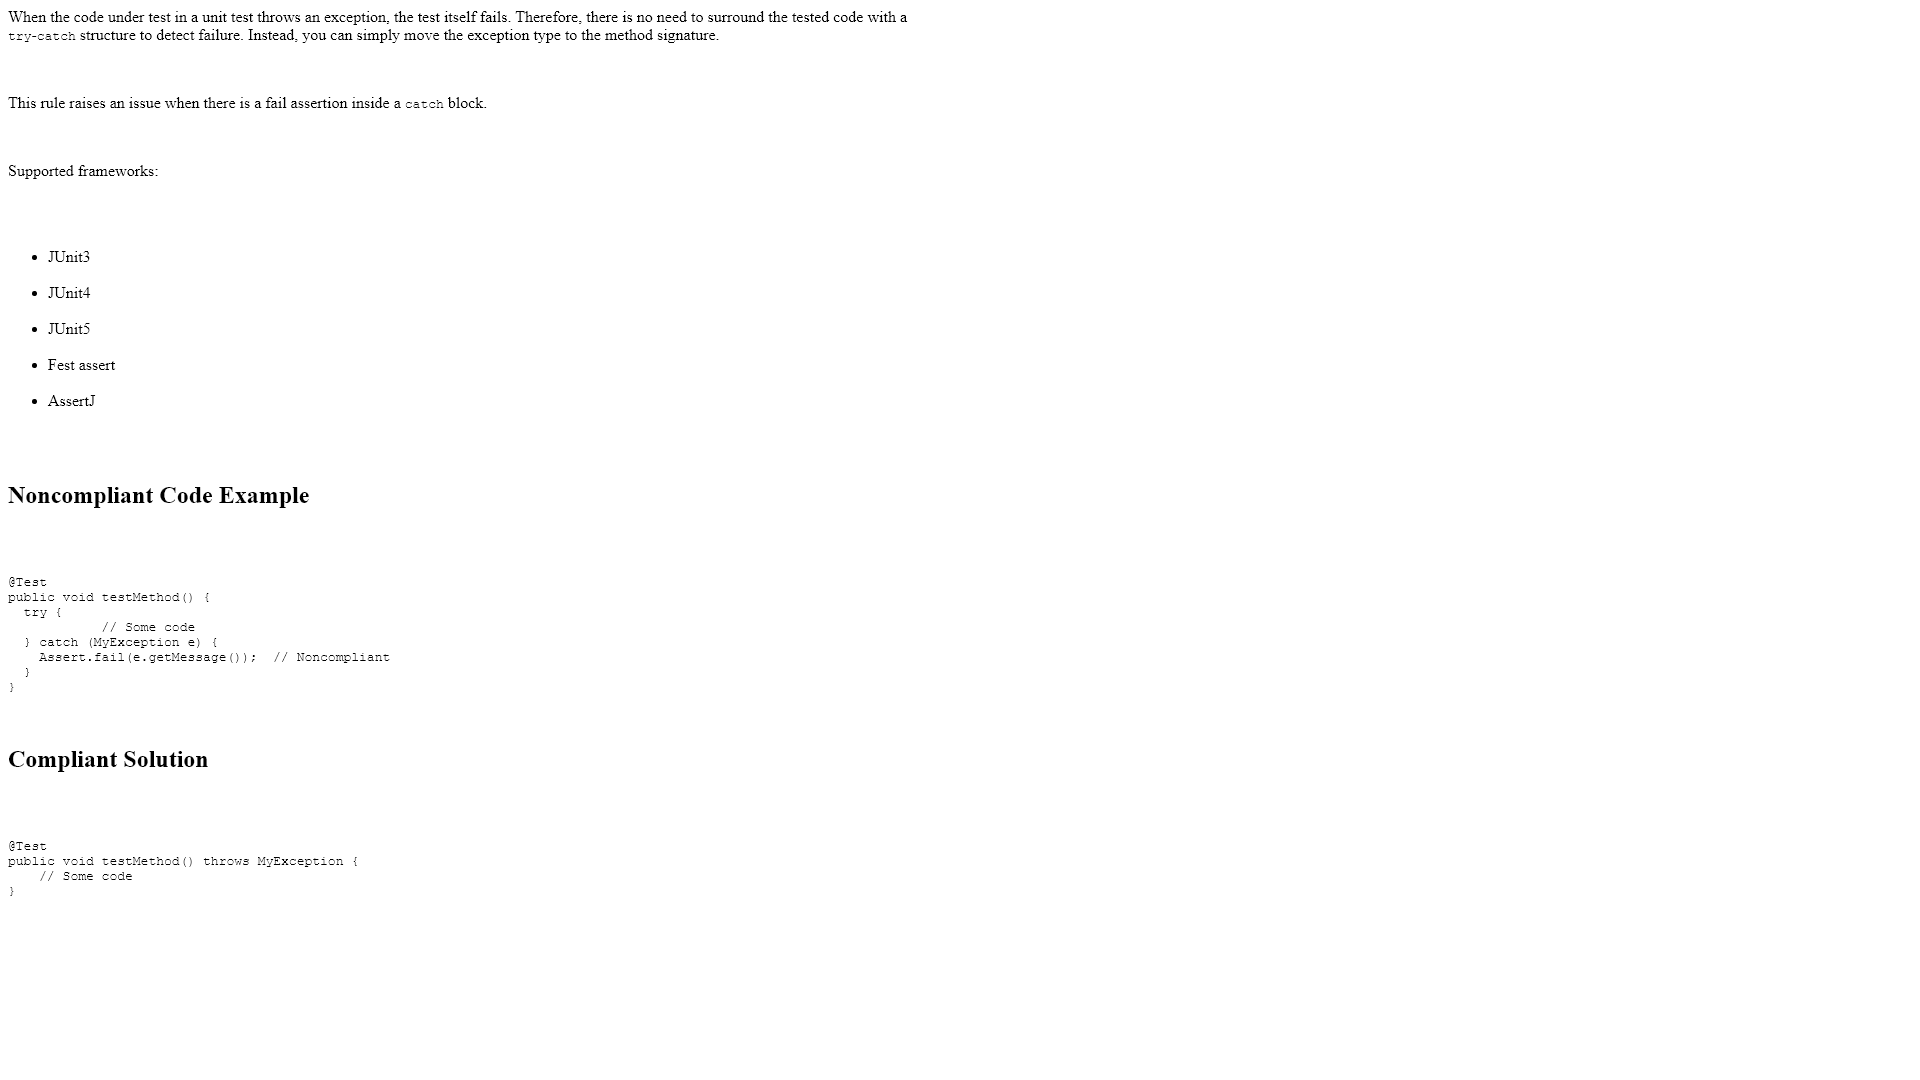 When the code under test in a unit test throws an exception, the test itself fails. Therefore, there is no need to surround the tested code with a
try-catch structure to detect failure. Instead, you can simply move the exception type to the method signature.
This rule raises an issue when there is a fail assertion inside a catch block.
Supported frameworks:
• JUnit3
• JUnit4
• JUnit5
• Fest assert
• AssertJ
Noncompliant Code Example
@Test
public void testMethod() {
  try {
            // Some code
  } catch (MyException e) {
    Assert.fail(e.getMessage());  // Noncompliant
  }
}
Compliant Solution
@Test
public void testMethod() throws MyException {
    // Some code
}